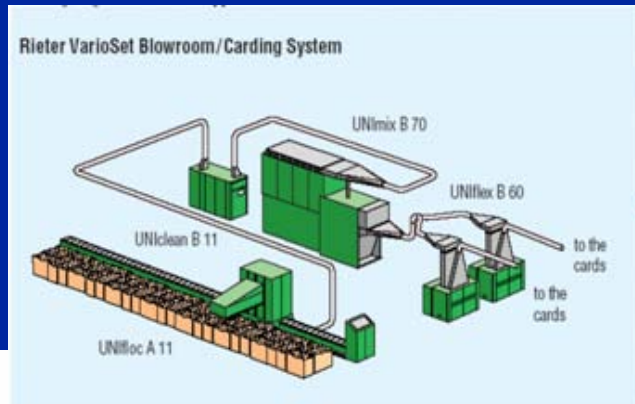 Rieter VarioSet Blowroom/Carding System
UNImix B 70
UNIflex B 60
UNIclean B 11
to the
cards
to the
cards
UNIfloc A 11